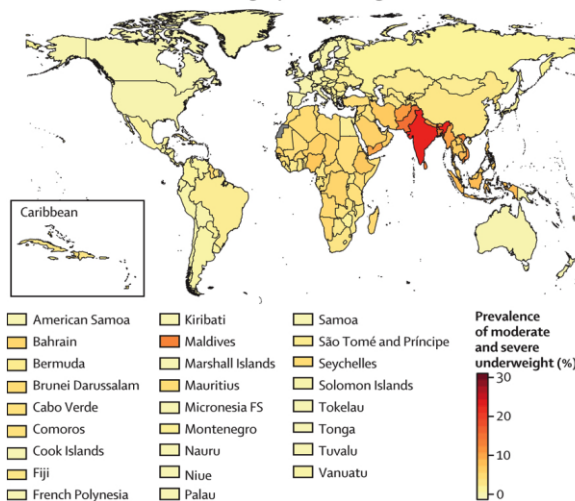 Caribbean
American Samoa
Bahrain
Bermuda
Brunei Darussalam
Cabo Verde
Comoros
Cook Islands
Fiji
French Polynesia
Kiribati
Maldives
Marshall Islands
Mauritius
Micronesia FS
Montenegro
Nauru
Niue
Palau
Samoa
São Tomé and Príncipe
Seychelles
Solomon Islands
Tokelau
Tonga
Tuvalu
Vanuatu
Prevalence
of moderate
and severe
underweight (%)
30
20
10
0